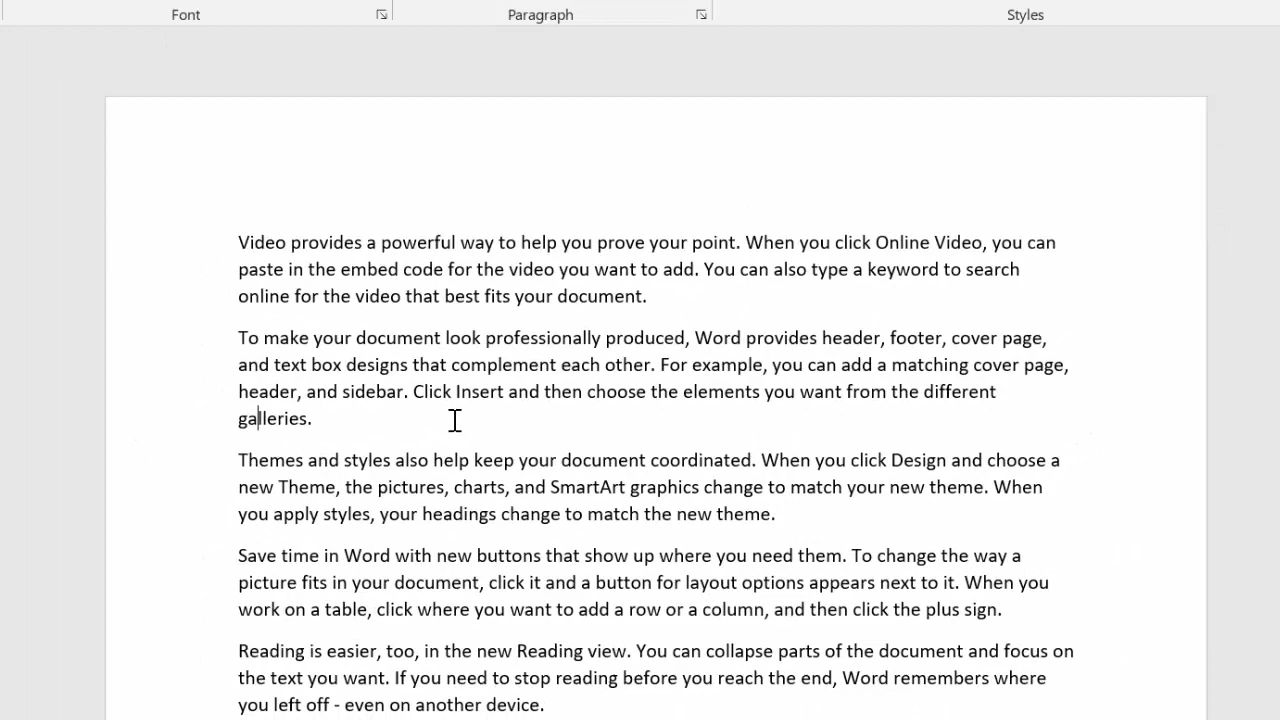 Font Paragraph Styles
Video provides a powerful way to help you prove your point. When you click Online Video, you can
paste in the embed code for the video you want to add. You can also type a keyword to search
online for the video that best fits your document.
To make your document look professionally produced, Word provides header, footer, cover page,
and text box designs that complement each other. For example, you can add a matching cover page,
header, and sidebar. Click Insert and then choose the elements you want from the different
galleries.
Themes and styles also help keep your document coordinated. When you click Design and choose a
new Theme, the pictures, charts, and SmartArt graphics change to match your new theme. When
you apply styles, your headings change to match the new theme.
Save time in Word with new buttons that show up where you need them. To change the way a
picture fits in your document, click it and a button for layout options appears next to it. When you
work on a table, click where you want to add a row or a column, and then click the plus sign.
Reading is easier, too, in the new Reading view. You can collapse parts of the document and focus on
the text you want. If you need to stop reading before you reach the end, Word remembers where
you left off - even on another device.